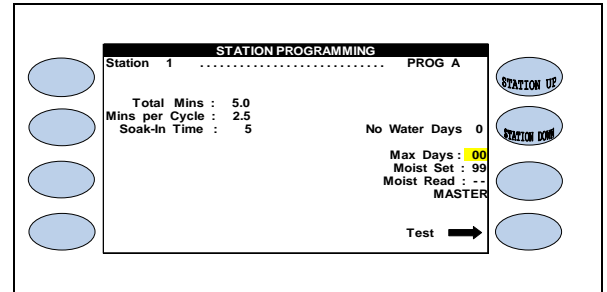 STATION PROGRAMMING
Station 1 ........................... PROG A
STATION UP
Total Mins : 5.0
Mins per Cycle : 2.5
Soak-In Time : 5 No Water Days 0
STATION DOWN
Max Days : 00
Moist Set : 99
Moist Read : --
MASTER
Test